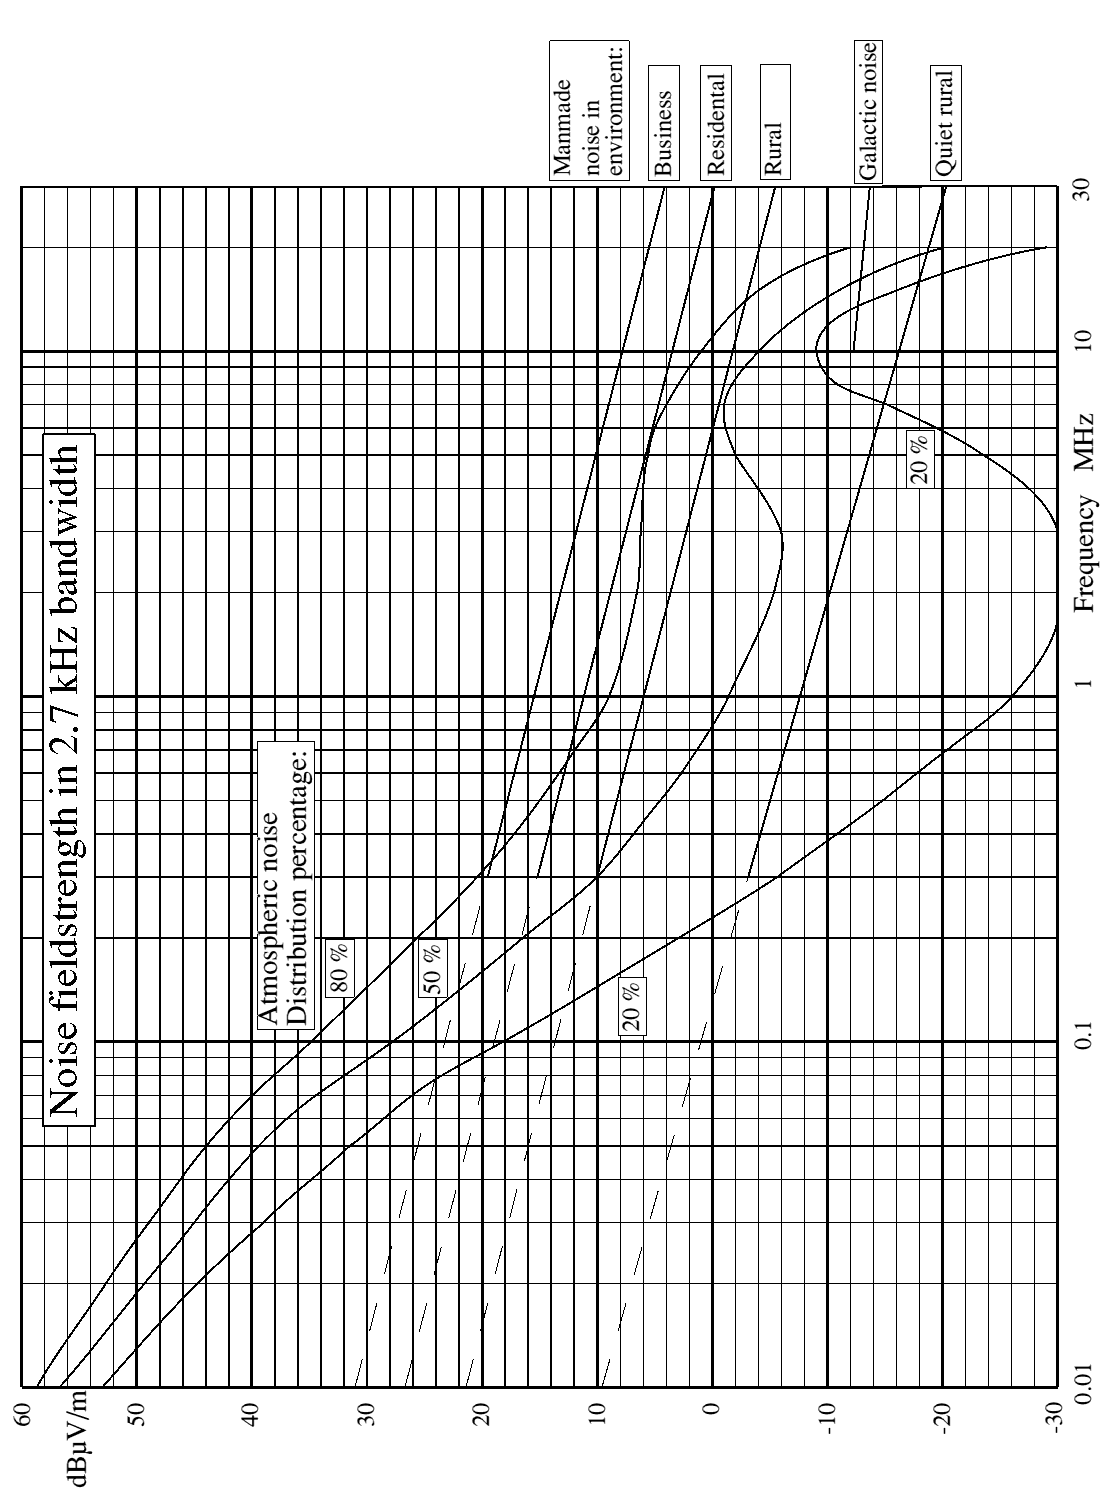 Noise fieldstrength in 2.7 kHz bandwidth
60
dBµV/m
50
40
30
20
10
0
-10
-20
-30
Atmospheric noise
Distribution percentage:
80 %
50 %
20 %
20 %
Manmade
noise in
environment:
Business
Residental
Rural
Galactic noise
Quiet rural
0.01
0.1
1
Frequency MHz
10
30